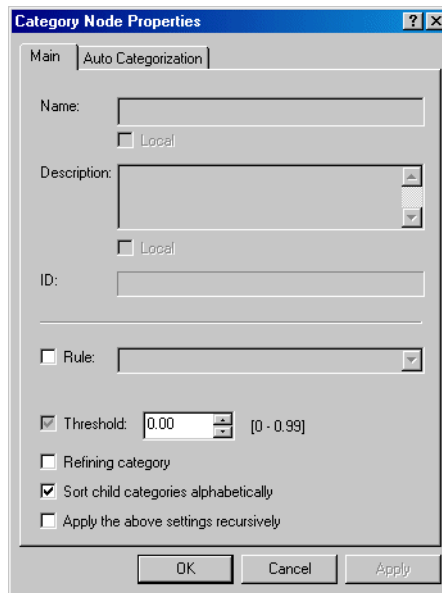 Category Node Properties
Main Auto Categorization
Name:
Local
Description:
Local
ID:
Rule:
Threshold: 0.00 [0 - 0.99]
Refining category
Sort child categories alphabetically
Apply the above settings recursively
OK Cancel Apply